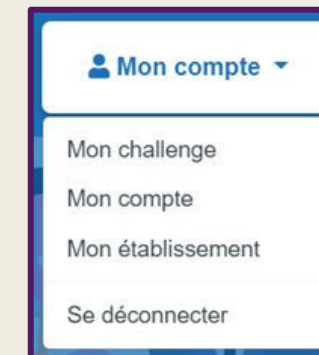 Mon compte
Mon challenge
Mon compte
Mon établissement
Se déconnecter